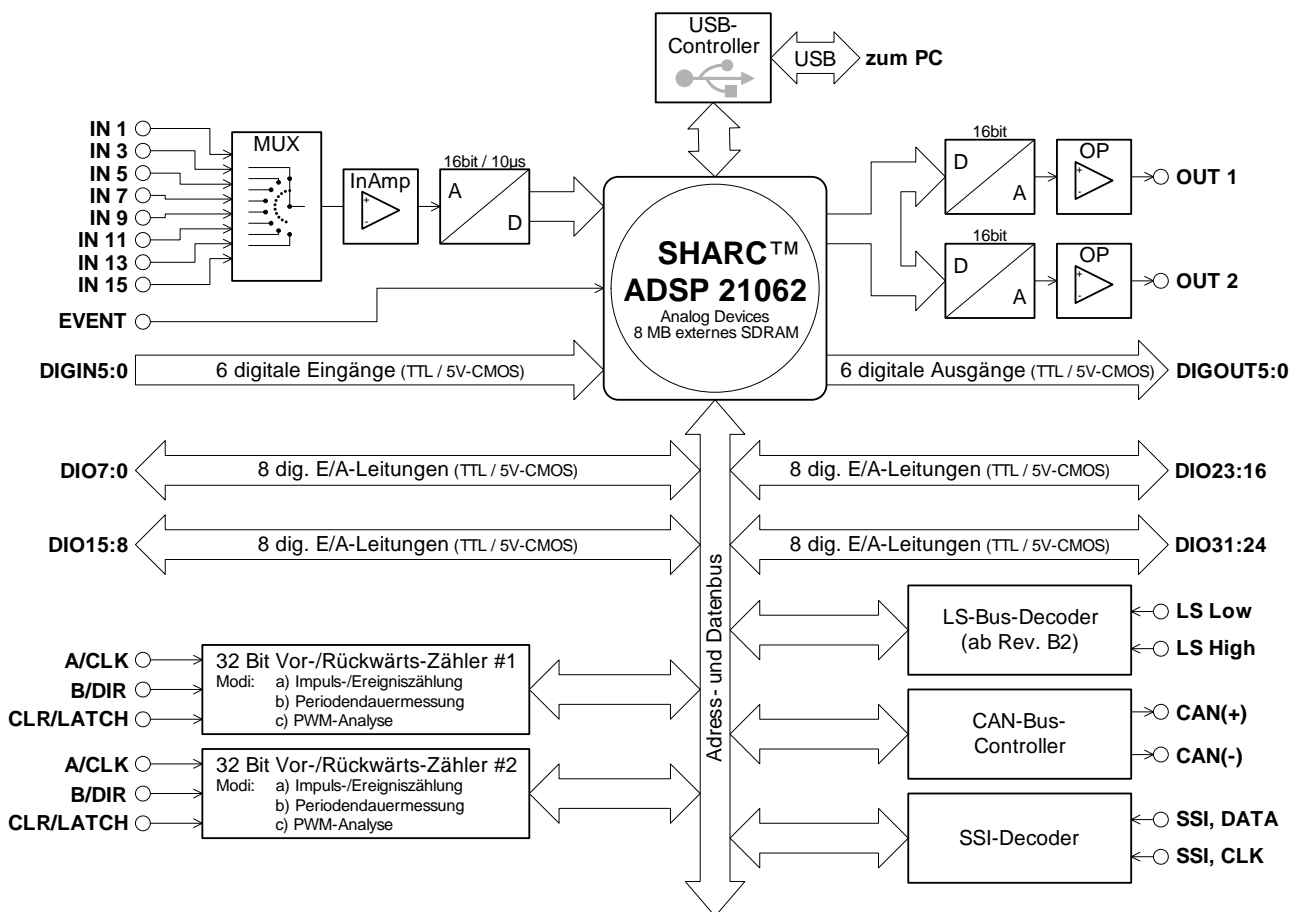 USB-
Controller
USB
zum PC
IN 1
IN 3
IN 5
IN 7
IN 9
IN 11
IN 13
IN 15
EVENT
MUX
InAmp
16bit / 10µs
A
D
SHARC™
ADSP 21062
Analog Devices
8 MB externes SDRAM
16bit
D
A
OP
OUT 1
16bit
D
A
OP
OUT 2
DIGIN5:0
6 digitale Eingänge (TTL / 5V-CMOS)
6 digitale Ausgänge (TTL / 5V-CMOS)
DIGOUT5:0
DIO7:0
8 dig. E/A-Leitungen (TTL / 5V-CMOS)
8 dig. E/A-Leitungen (TTL / 5V-CMOS)
DIO23:16
DIO15:8
8 dig. E/A-Leitungen (TTL / 5V-CMOS)
8 dig. E/A-Leitungen (TTL / 5V-CMOS)
DIO31:24
Adress- und Datenbus
A/CLK
B/DIR
CLR/LATCH
32 Bit Vor-/Rückwärts-Zähler #1
Modi: a) Impuls-/Ereigniszählung
b) Periodendauermessung
c) PWM-Analyse
A/CLK
B/DIR
CLR/LATCH
32 Bit Vor-/Rückwärts-Zähler #2
Modi: a) Impuls-/Ereigniszählung
b) Periodendauermessung
c) PWM-Analyse
LS-Bus-Decoder
(ab Rev. B2)
LS Low
LS High
CAN-Bus-
Controller
CAN(+)
CAN(-)
SSI-Decoder
SSI, DATA
SSI, CLK